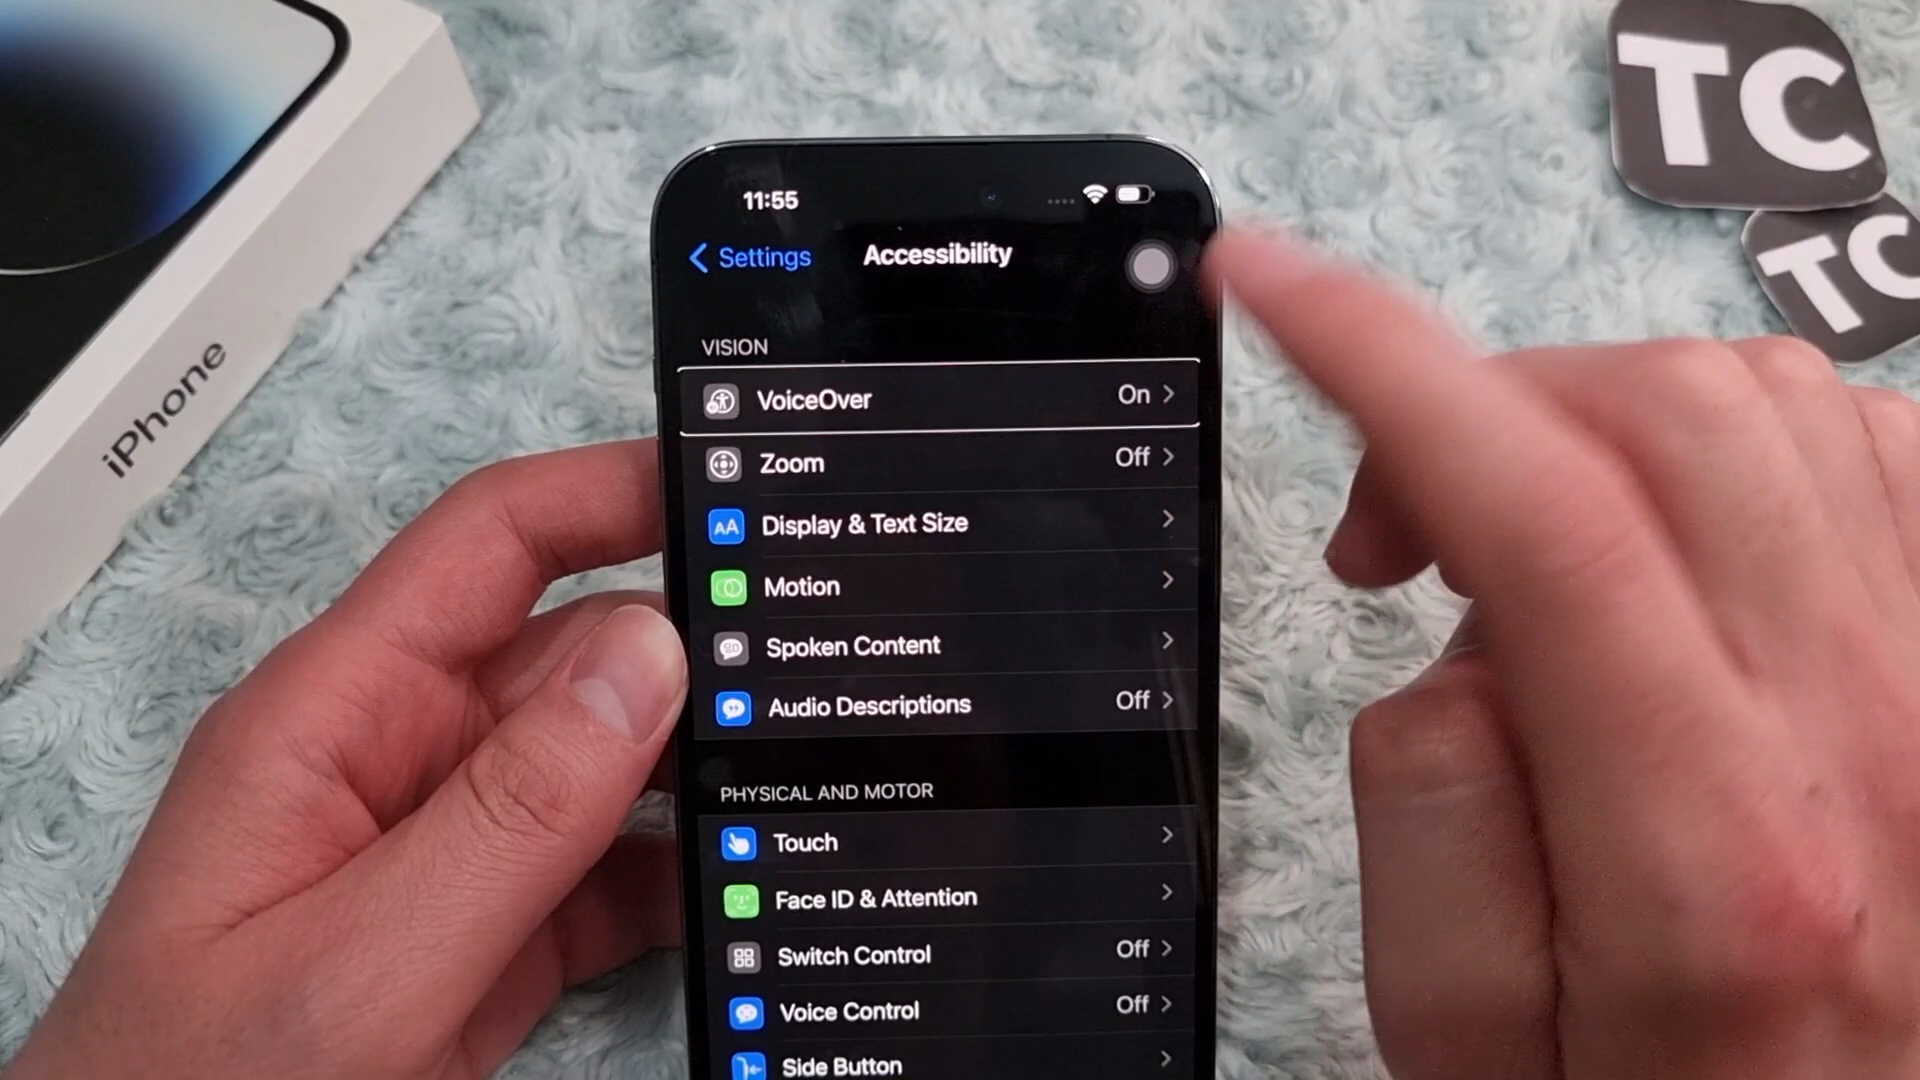 iPhone
TC
TC
11:55
Settings
Accessibility
VISION
VoiceOver
On
Zoom
Off
AA
Display & Text Size
Motion
Spoken Content
Audio Descriptions
Off
PHYSICAL AND MOTOR
Touch
Face ID & Attention
Switch Control
Off
Voice Control
Off
Side Button